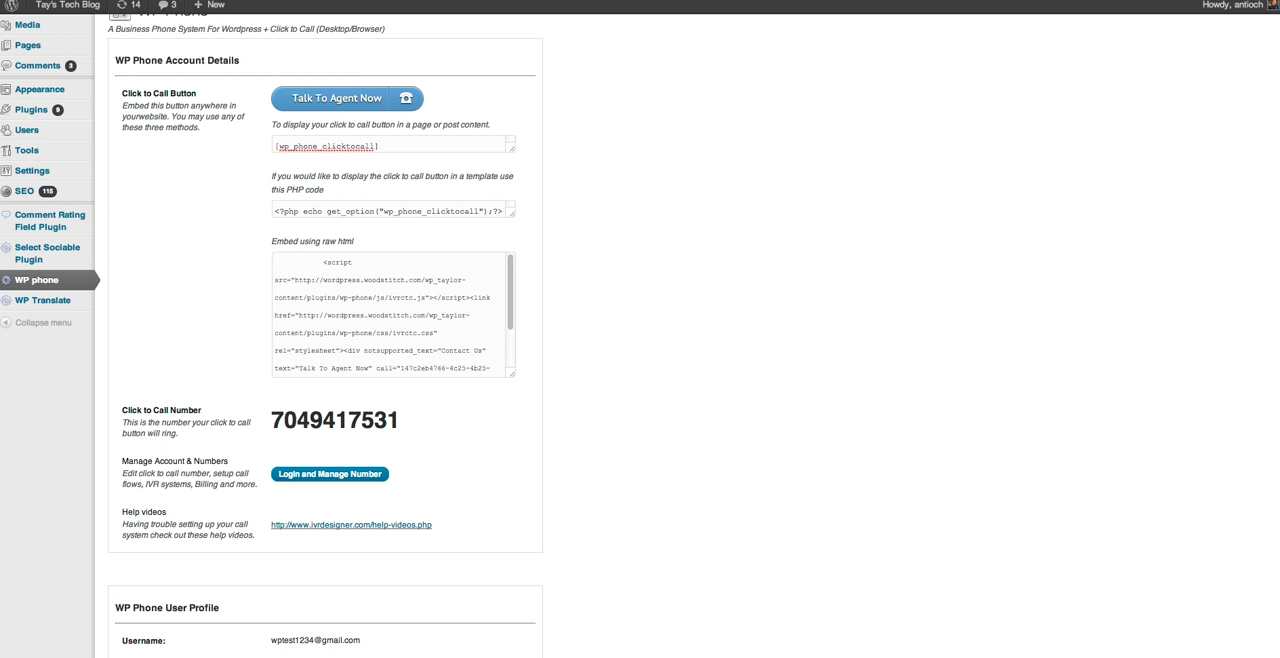 Tay's Tech Blog 14 3 + New Howdy, antioch
A Business Phone System For Wordpress + Click to Call (Desktop/Browser)
Media
Pages
Comments 3
Appearance
Plugins 9
Users
Tools
Settings
SEO 115
Comment Rating
Field Plugin
Select Sociable
Plugin
WP phone
WP Translate
Collapse menu
WP Phone Account Details
Click to Call Button
Embed this button anywhere in
yourwebsite. You may use any of
these three methods.
Talk To Agent Now
To display your click to call button in a page or post content.
[wp_phone_clicktocall]
If you would like to display the click to call button in a template use
this PHP code
<?php echo get_option("wp_phone_clicktocall");?>
Embed using raw html
<script
src="http://wordpress.woodstitch.com/wp_taylor-
content/plugins/wp-phone/js/ivrctc.js"></script><link
href="http://wordpress.woodstitch.com/wp_taylor-
content/plugins/wp-phone/css/ivrctc.css"
rel="stylesheet"><div notsupported_text="Contact Us"
text="Talk To Agent Now" call="147c2eb4766-4c25-4b25-
Click to Call Number
This is the number your click to call
button will ring.
7049417531
Manage Account & Numbers
Edit click to call number, setup call
flows, IVR systems, Billing and more.
Login and Manage Number
Help videos
Having trouble setting up your call
system check out these help videos.
http://www.ivrdesigner.com/help-videos.php
WP Phone User Profile
Username: wptest1234@gmail.com